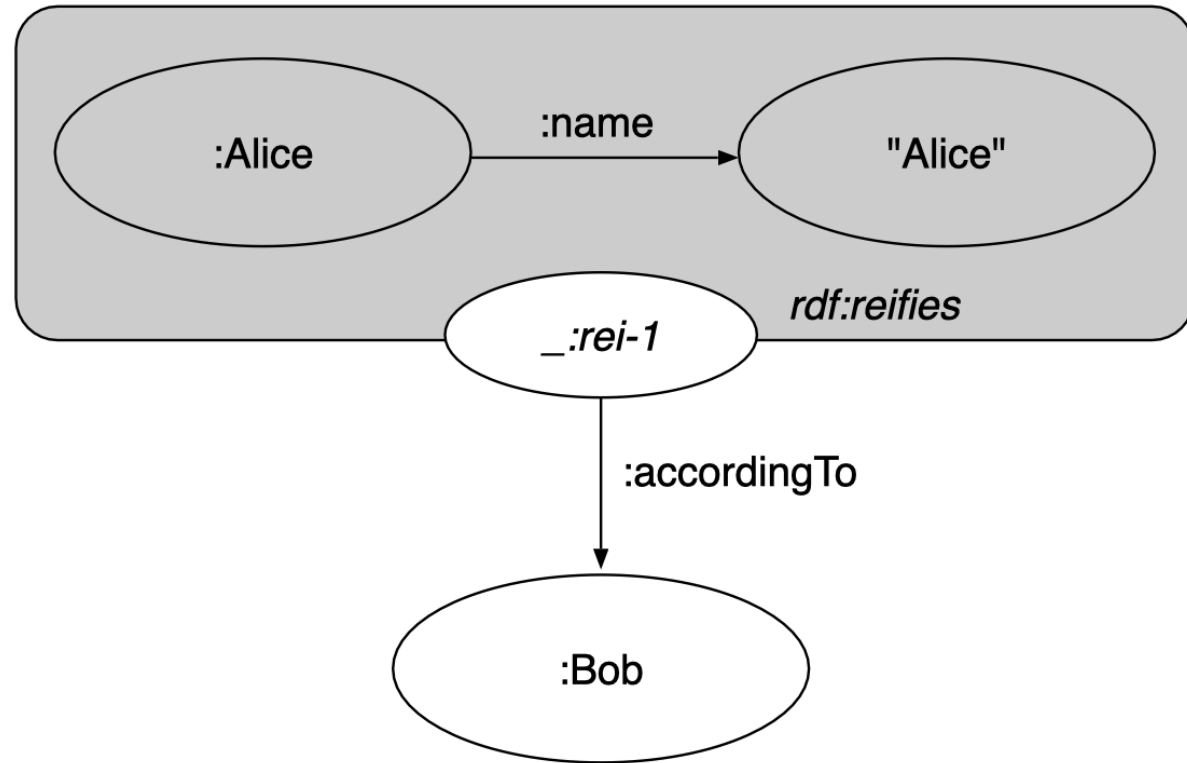 :name
:Alice
"Alice"
rdf:reifies
_:rei-1
:accordingTo
:Bob